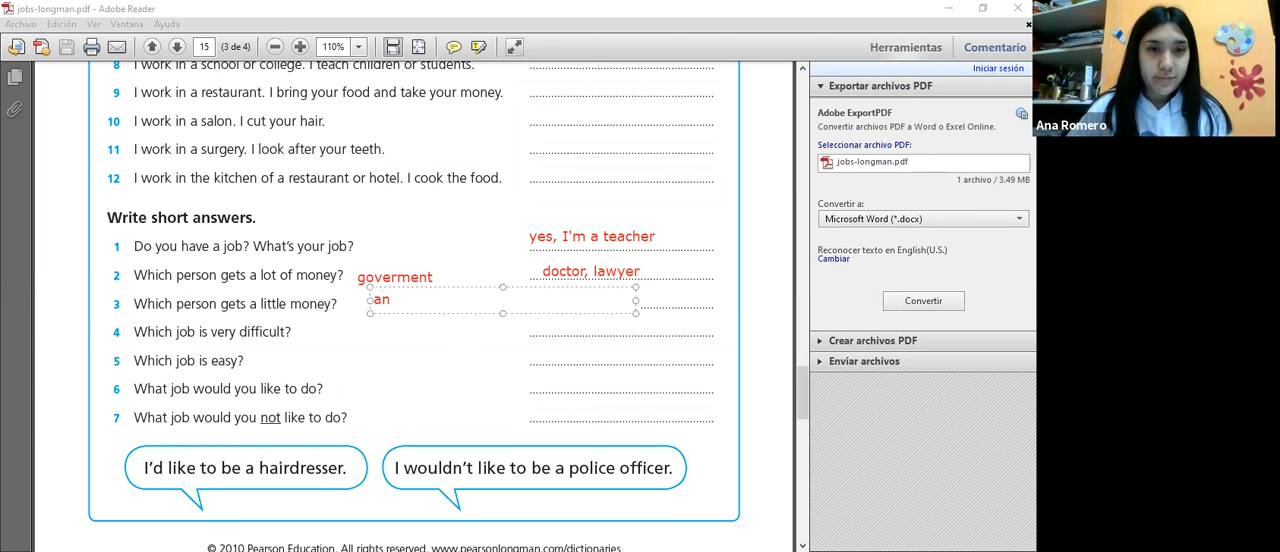 jobs-longman.pdf - Adobe Reader
Archivo Edición Ver Ventana Ayuda
15 (3 de 4) 110% Herramientas Comentario
8 I work in a school or college. I teach children or students. ..........
9 I work in a restaurant. I bring your food and take your money. ..........
10 I work in a salon. I cut your hair. ..........
11 I work in a surgery. I look after your teeth. ..........
12 I work in the kitchen of a restaurant or hotel. I cook the food. ..........
Write short answers.
1 Do you have a job? What's your job? yes, I'm a teacher
2 Which person gets a lot of money? goverment doctor, lawyer
3 Which person gets a little money? an
4 Which job is very difficult? ..........
5 Which job is easy? ..........
6 What job would you like to do? ..........
7 What job would you not like to do? ..........
I'd like to be a hairdresser.
I wouldn't like to be a police officer.
© 2010 Pearson Education. All rights reserved. www.pearsonlongman.com/dictionaries
Iniciar sesión
Exportar archivos PDF
Adobe ExportPDF
Convertir archivos PDF a Word o Excel Online.
Seleccionar archivo PDF:
jobs-longman.pdf
1 archivo / 3.49 MB
Convertir a:
Microsoft Word (*.docx)
Reconocer texto en English(U.S.)
Cambiar
Convertir
Crear archivos PDF
Enviar archivos
Ana Romero